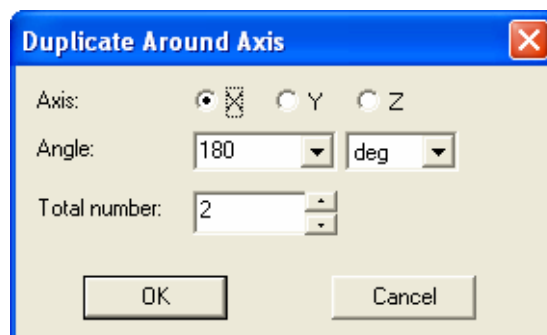 Duplicate Around Axis
Axis: X Y Z
Angle: 180 deg
Total number: 2
OK Cancel